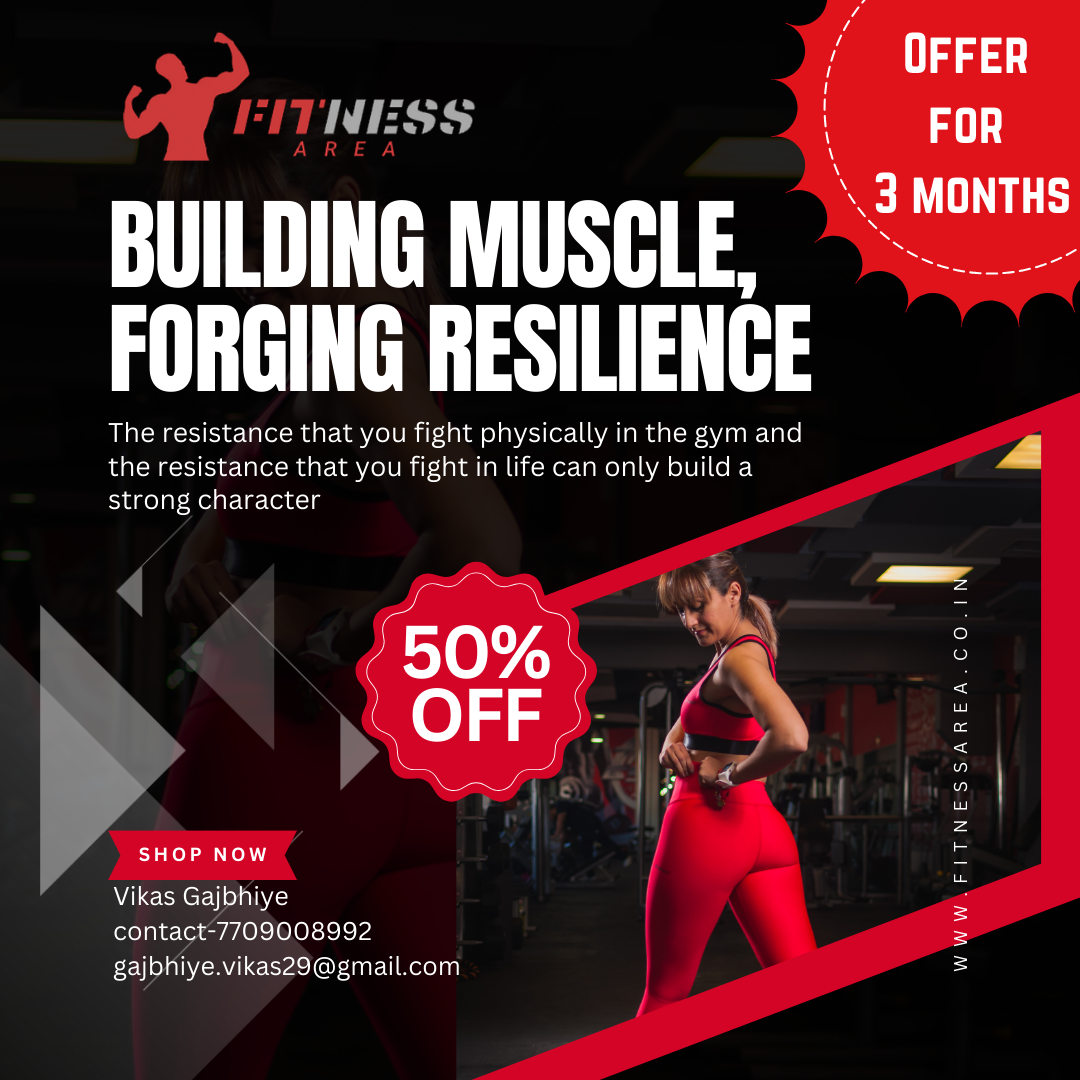 FITNESS
AREA
OFFER
FOR
3 MONTHS
BUILDING MUSCLE,
FORGING RESILIENCE
The resistance that you fight physically in the gym and
the resistance that you fight in life can only build a
strong character
50%
OFF
SHOP NOW
Vikas Gajbhiye
contact-7709008992
gajbhiye.vikas29@gmail.com
WWW.FITNESSAREA.CO.IN